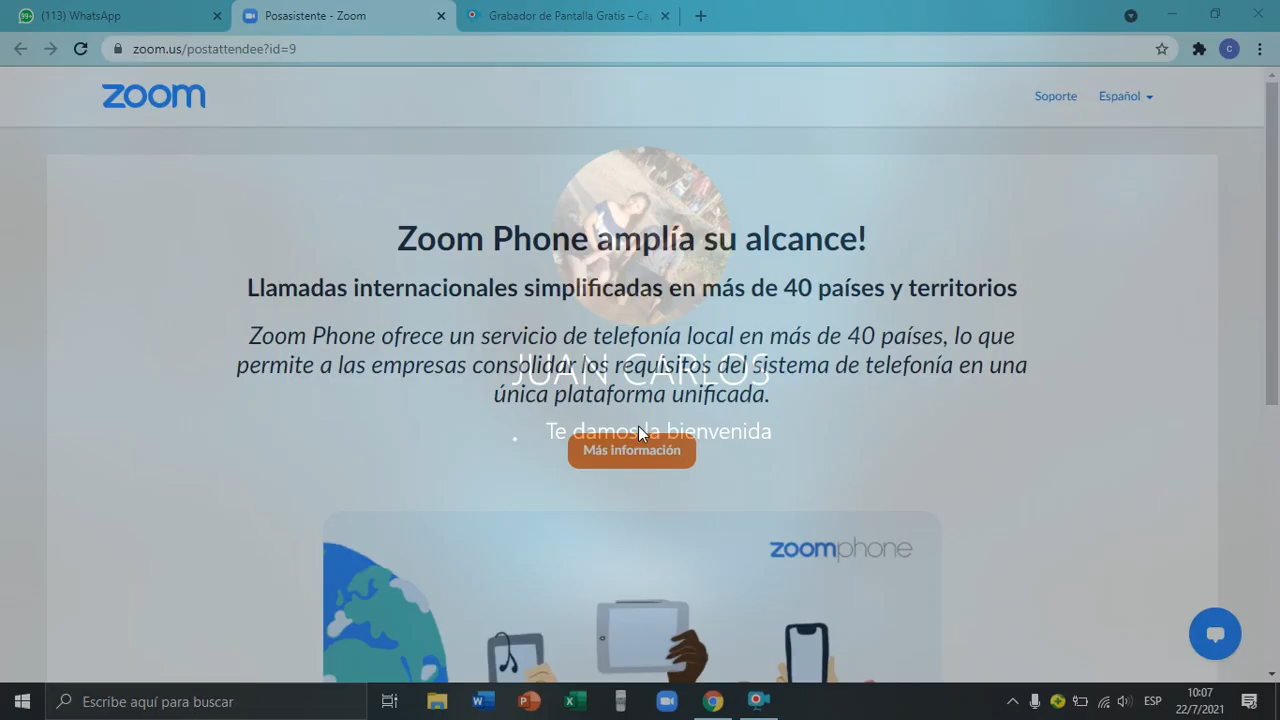 (113) WhatsApp
Posasistente - Zoom
Grabador de Pantalla Gratis – Ca
zoom.us/postattendee?id=9
C
zoom
Soporte
Español
Zoom Phone amplía su alcance!
Llamadas internacionales simplificadas en más de 40 países y territorios
Zoom Phone ofrece un servicio de telefonía local en más de 40 países, lo que
permite a las empresas consolidar los requisitos del sistema de telefonía en una
única plataforma unificada.
JUAN CARLOS
Te damos la bienvenida
Más información
zoomphone
Escribe aquí para buscar
ESP
10:07
22/7/2021